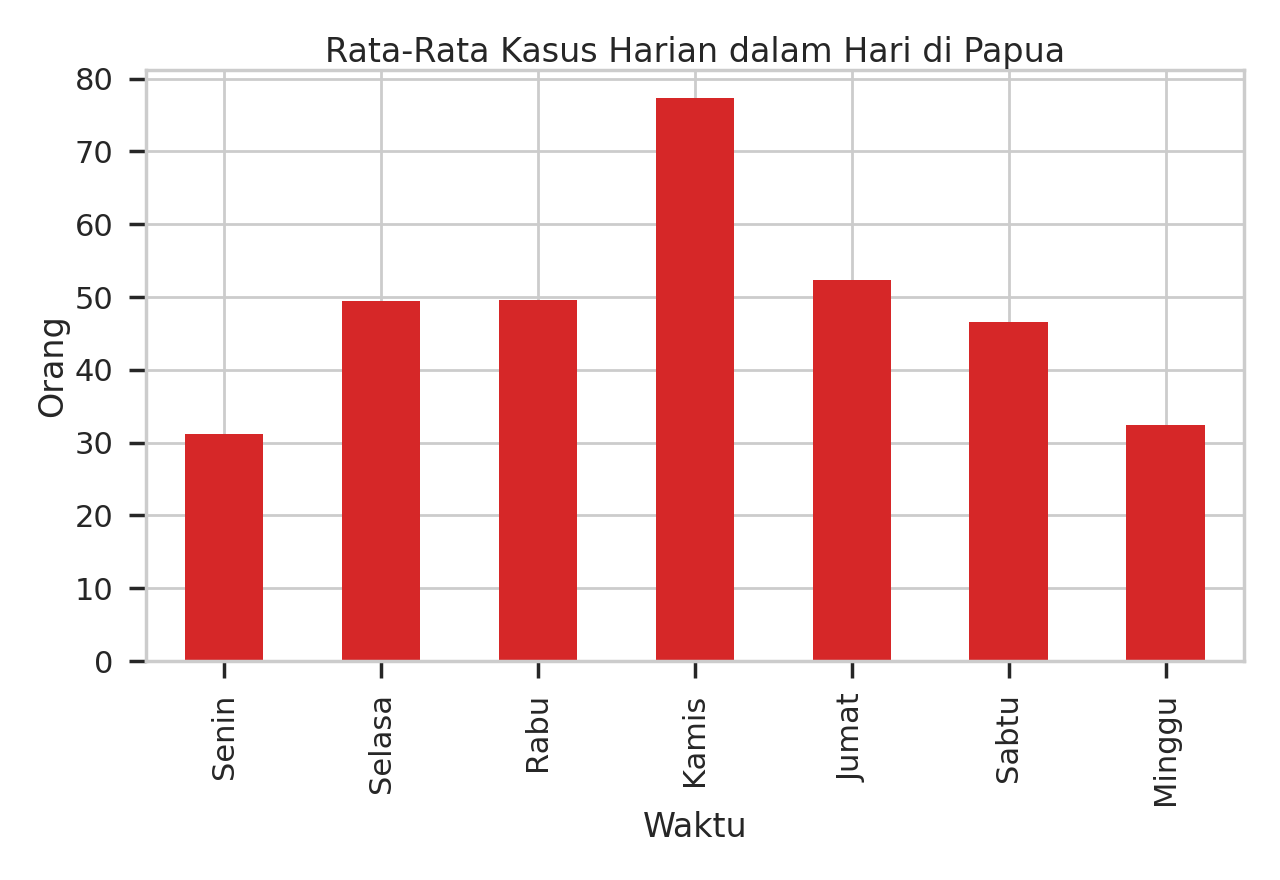 Rata-Rata Kasus Harian dalam Hari di Papua
80
70
60
50
40
30
20
10
0
Orang
Senin
Selasa
Rabu
Kamis
Jumat
Sabtu
Minggu
Waktu